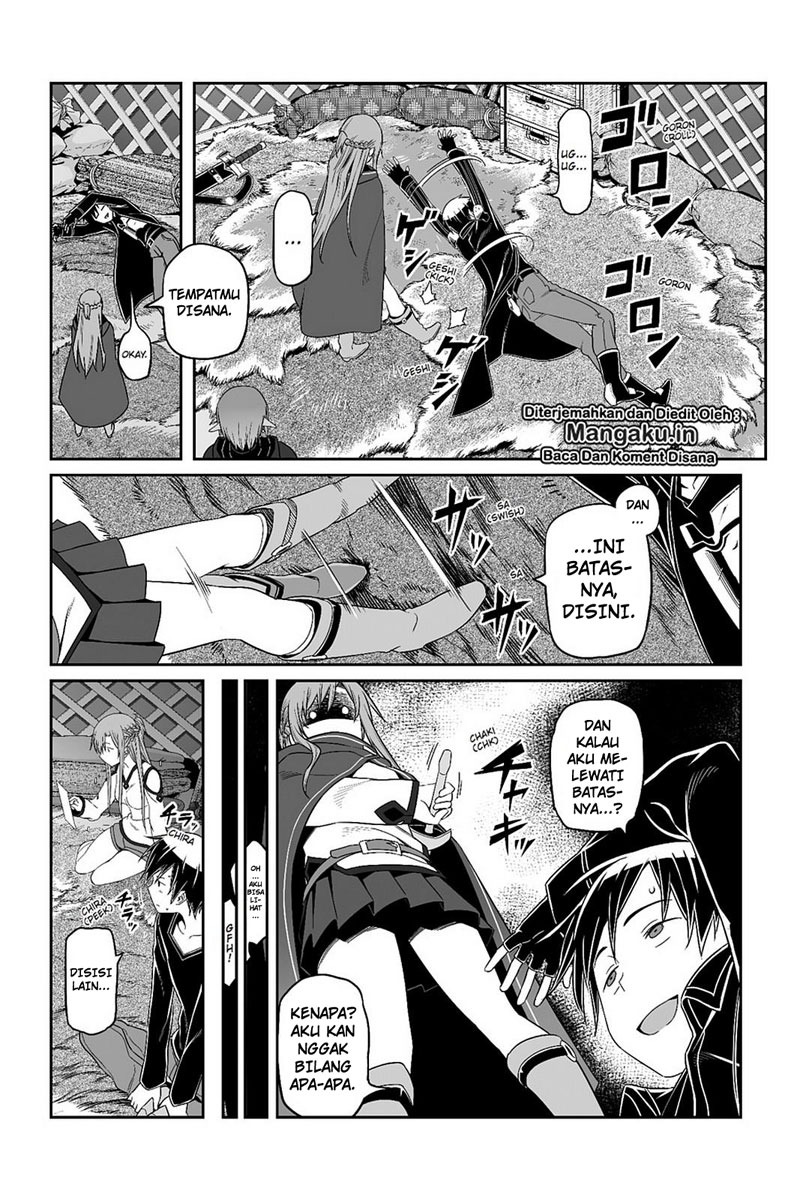 UG...
UG...
ゴロン
GORON
(ROLL)
ゴロン
GORON
...
ゲシ
GESHI
(KICK)
ゲシ
GESHI
Diterjemahkan dan Diedit Oleh :
Mangaku.in
Baca Dan Koment Disana
TEMPATMU
DISANA.
OKAY.
DAN
...
...INI
BATAS-
NYA,
DISINI.
サッ
SA
(SWISH)
サッ
SA
DAN
KALAU
AKU ME-
LEWATI
BATAS-
NYA...?
チャキッ
CHAKI
(CHK)
KENAPA?
AKU KAN
NGGAK
BILANG
APA-APA.
OH
...
AKU BISA
LI-
HAT
...
GFH!
チラッ
CHIRA
チラッ
CHIRA
(PEEK)
DISISI
LAIN...